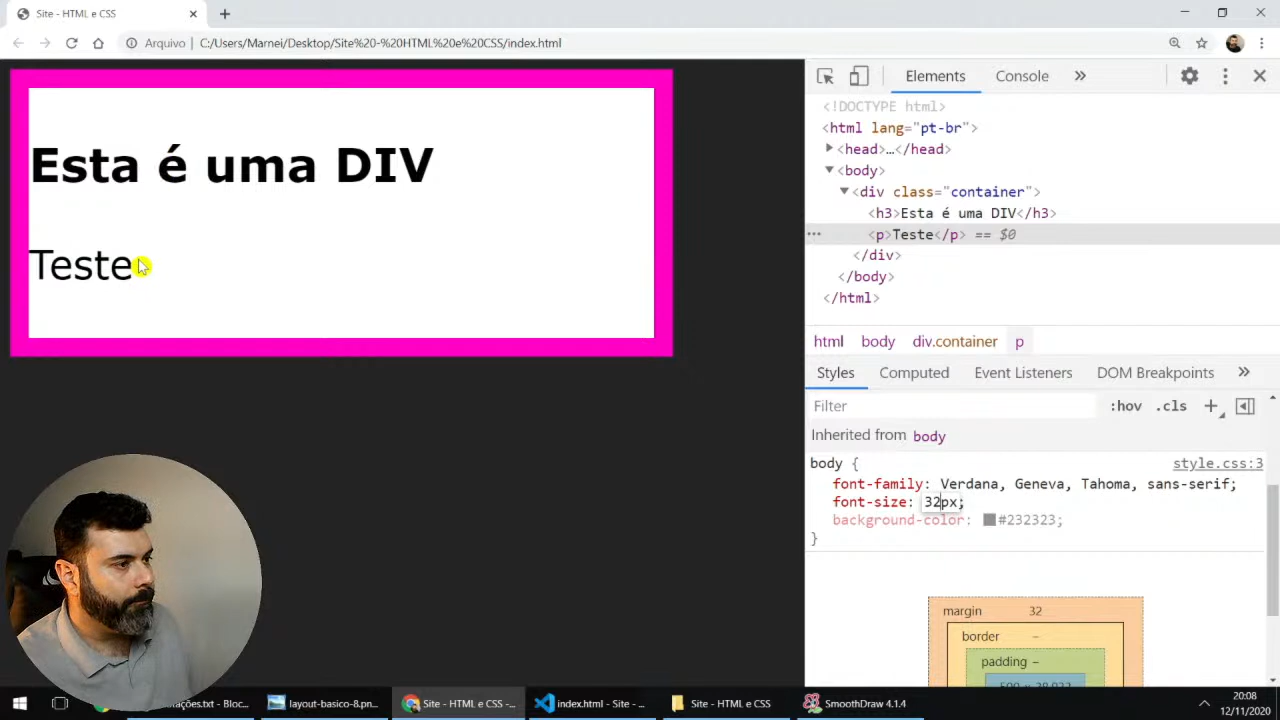 Site - HTML e CSS
Arquivo | C:/Users/Marnei/Desktop/Site%20-%20HTML%20e%20CSS/index.html
Esta é uma DIV
Teste
Elements Console
<!DOCTYPE html>
<html lang="pt-br">
<head>…</head>
<body>
<div class="container">
<h3>Esta é uma DIV</h3>
<p>Teste</p> == $0
</div>
</body>
</html>
html body div.container p
Styles Computed Event Listeners DOM Breakpoints
Filter :hov .cls
Inherited from body
body { style.css:3
font-family: Verdana, Geneva, Tahoma, sans-serif;
font-size: 32px;
background-color: #232323;
}
margin 32
border –
padding –
ações.txt - Bloc... layout-basico-8.pn... Site - HTML e CSS -... index.html - Site - ... Site - HTML e CSS SmoothDraw 4.1.4
20:08
12/11/2020